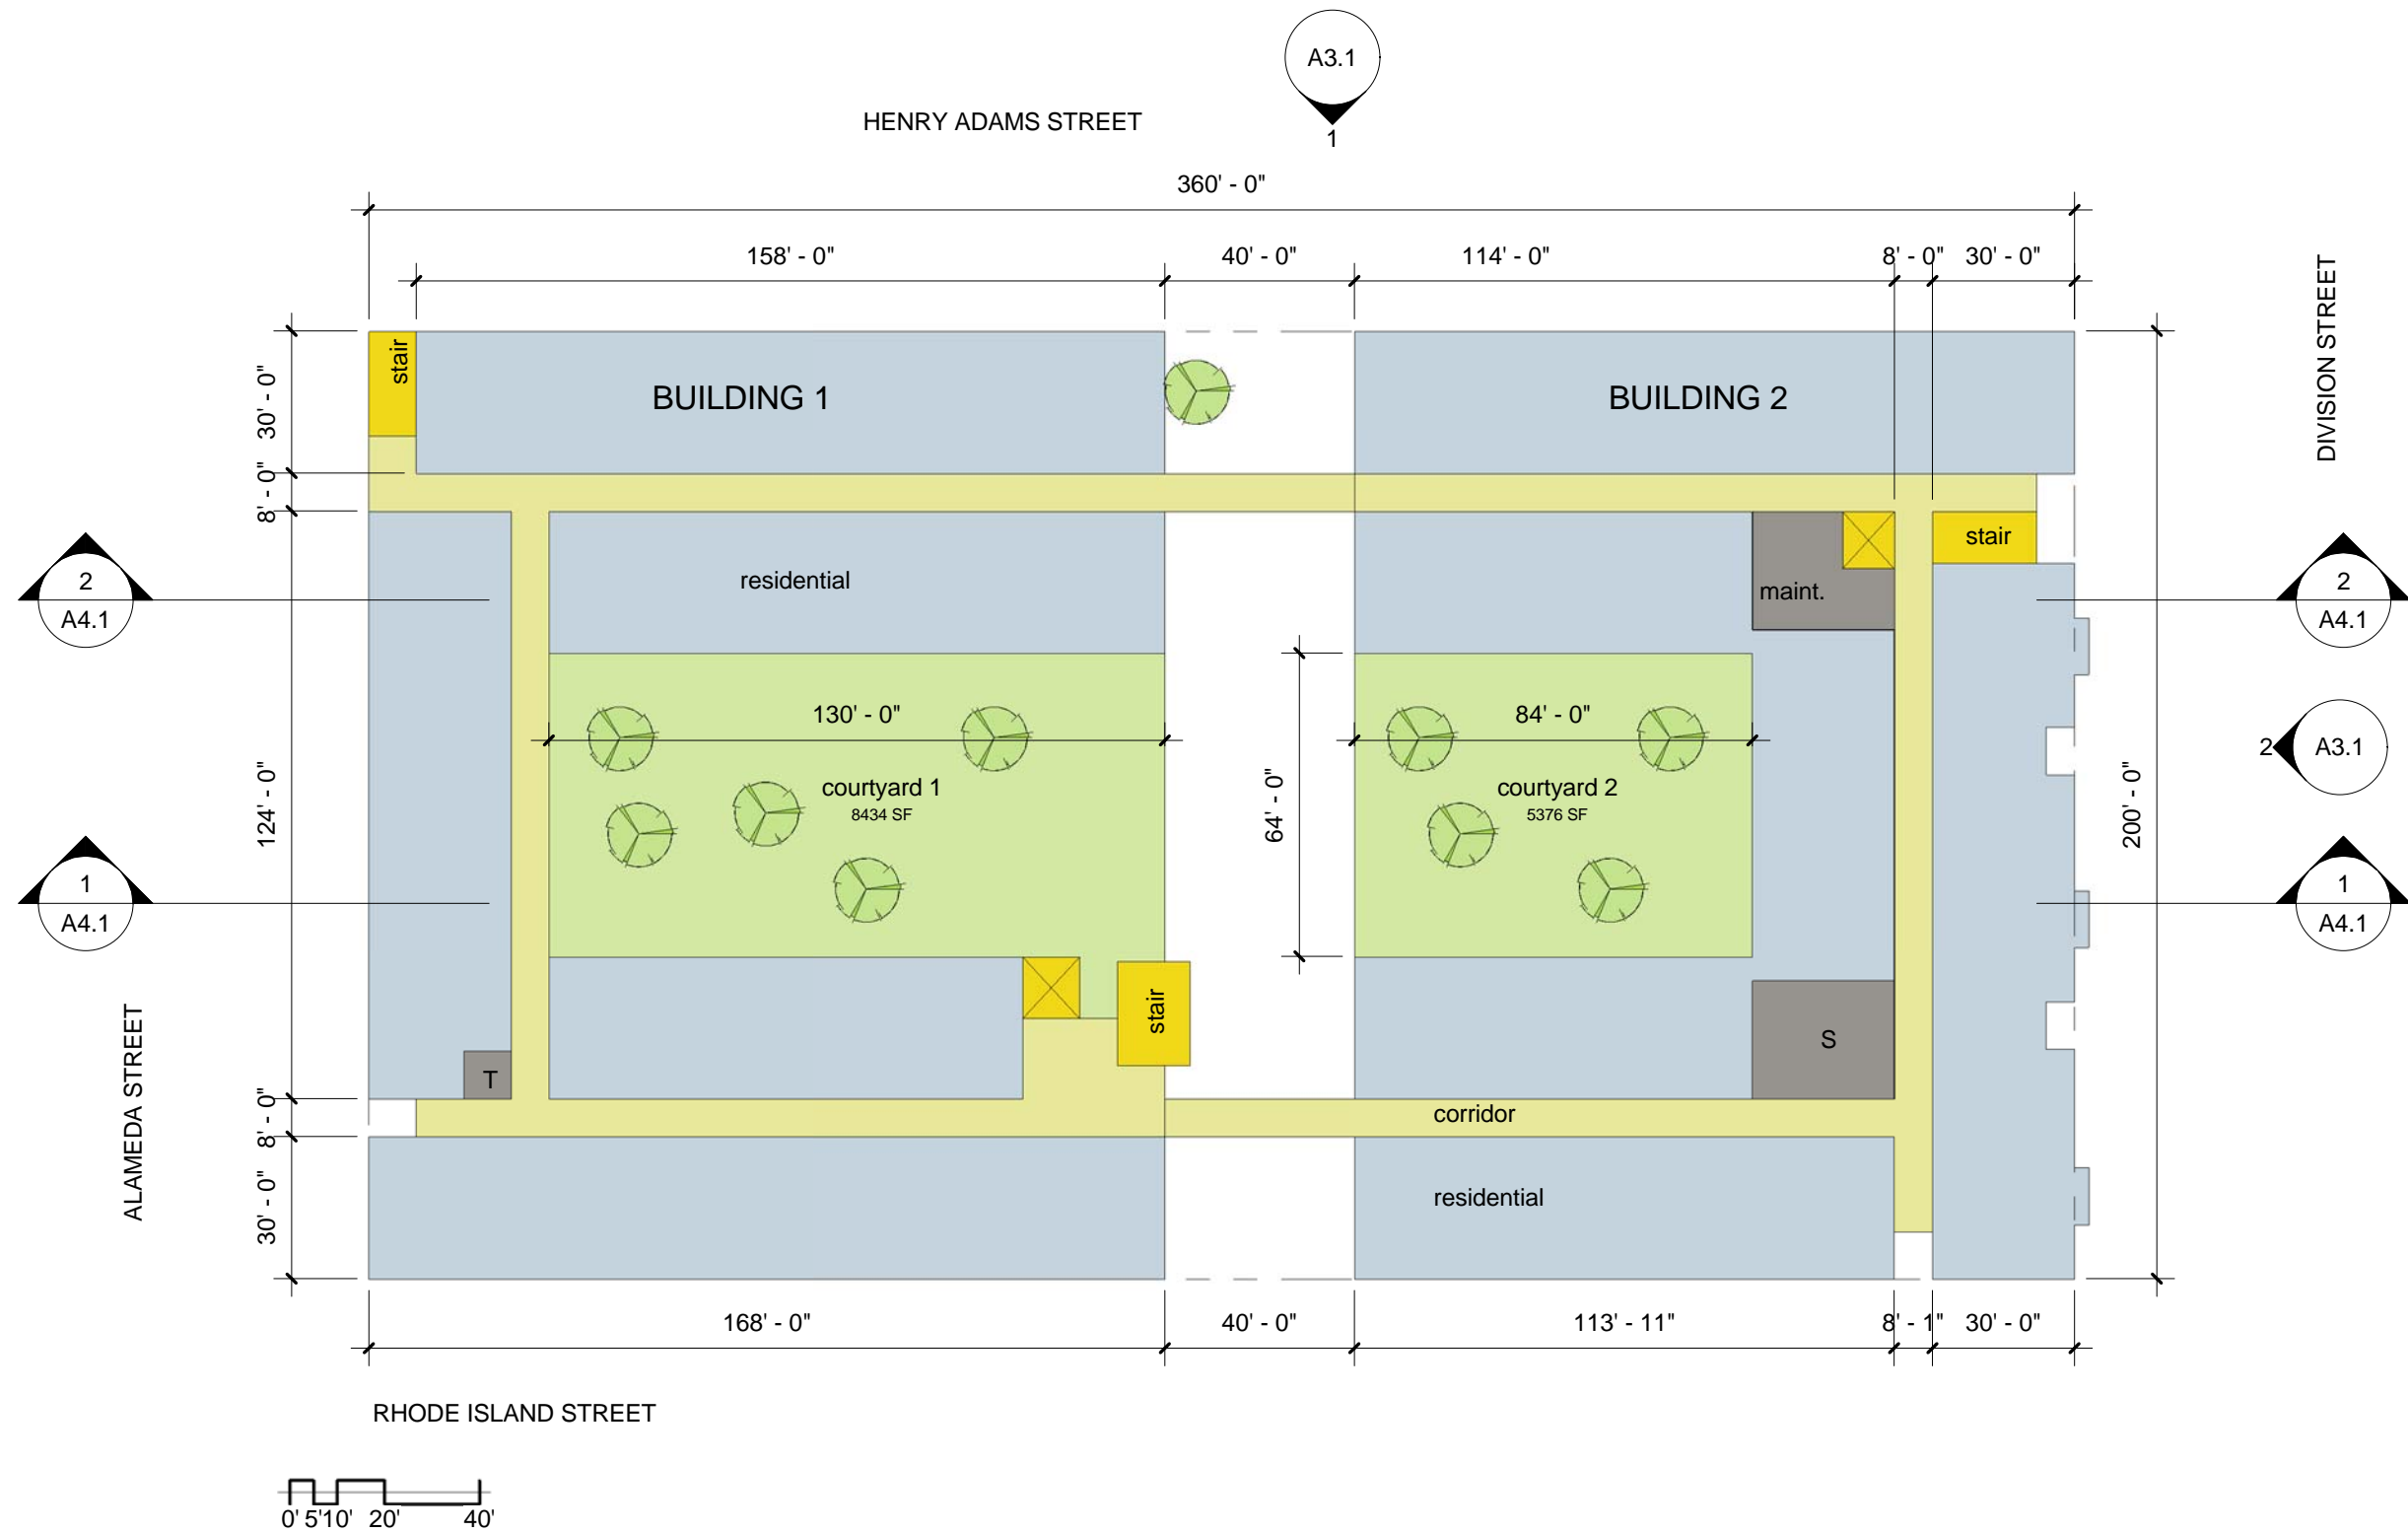 A3.1
1
HENRY ADAMS STREET
360' - 0"
158' - 0"
40' - 0"
114' - 0"
8' - 0"
30' - 0"
DIVISION STREET
stair
BUILDING 1
BUILDING 2
30' - 0"
8' - 0"
stair
2
A4.1
residential
maint.
2
A4.1
130' - 0"
84' - 0"
2
A3.1
courtyard 1
8434 SF
courtyard 2
5376 SF
64' - 0"
124' - 0"
200' - 0"
1
A4.1
1
A4.1
stair
S
T
ALAMEDA STREET
8' - 0"
corridor
30' - 0"
residential
168' - 0"
40' - 0"
113' - 11"
8' - 1"
30' - 0"
RHODE ISLAND STREET
0' 5'10' 20' 40'